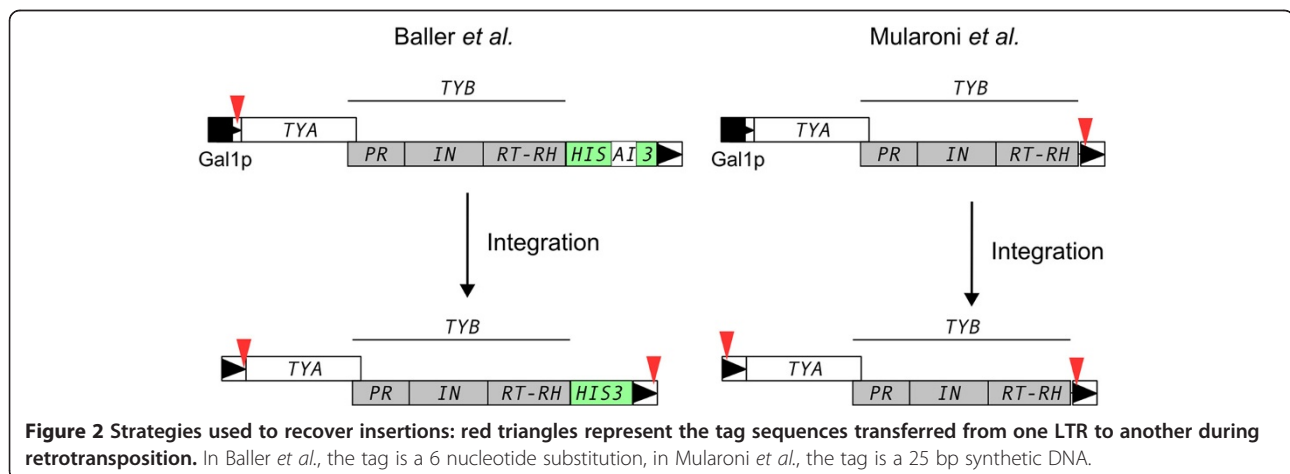 Baller et al.
Mularoni et al.
TYB
TYB
TYA
TYA
Gal1p
PR IN RT-RH HIS AI 3
Gal1p
PR IN RT-RH
Integration
Integration
TYB
TYB
TYA
TYA
PR IN RT-RH HIS3
PR IN RT-RH
Figure 2 Strategies used to recover insertions: red triangles represent the tag sequences transferred from one LTR to another during
retrotransposition. In Baller et al., the tag is a 6 nucleotide substitution, in Mularoni et al., the tag is a 25 bp synthetic DNA.